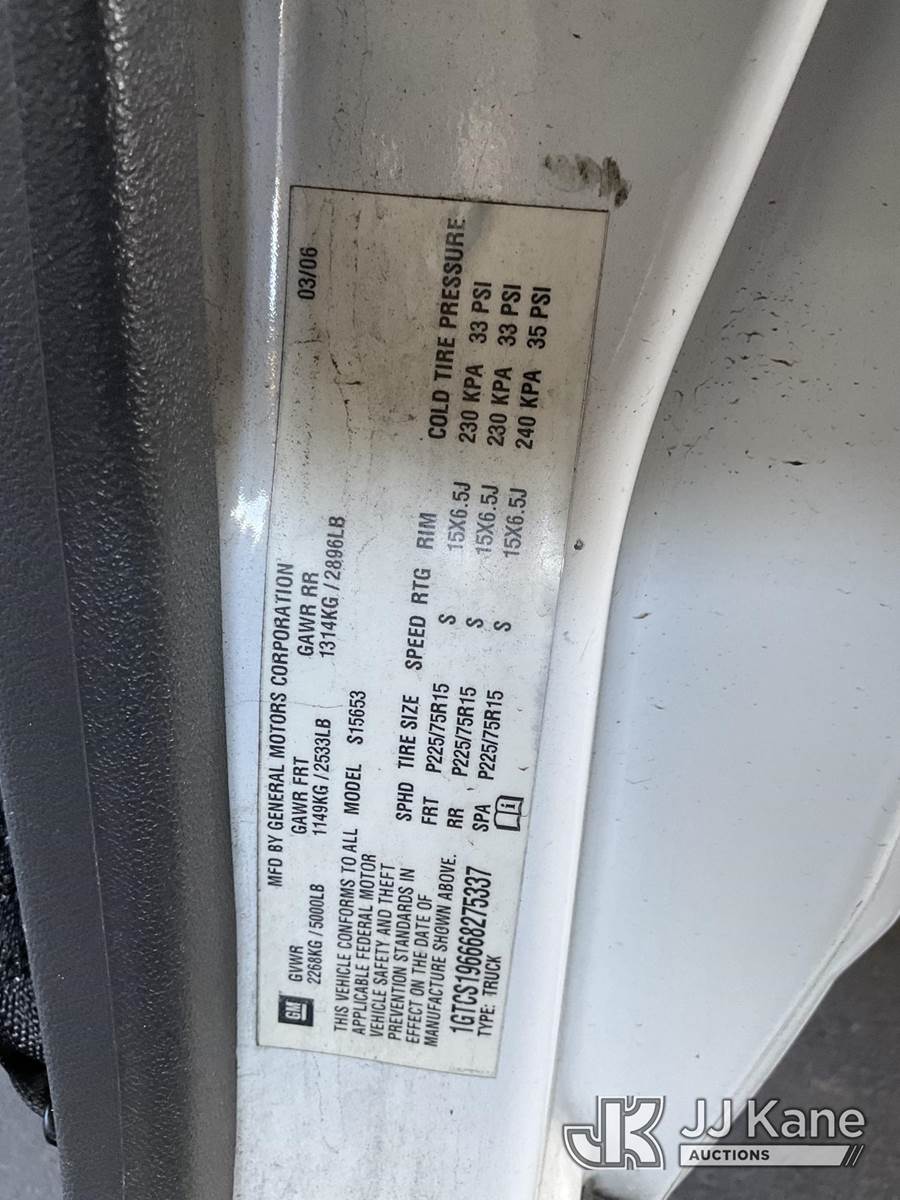 MFD BY GENERAL MOTORS CORPORATION 03/06
GM
GVWR GAWR FRT GAWR RR
2268KG/5000LB 1149KG/2533LB 1314KG/2896LB
THIS VEHICLE CONFORMS TO ALL MODEL S15653
APPLICABLE FEDERAL MOTOR
VEHICLE SAFETY AND THEFT
PREVENTION STANDARDS IN
EFFECT ON THE DATE OF
MANUFACTURE SHOWN ABOVE.
1GTCS196668275337
TYPE: TRUCK
SPHD TIRE SIZE SPEED RTG RIM COLD TIRE PRESSURE
FRT P225/75R15 S 15X6.5J 230 KPA 33 PSI
RR P225/75R15 S 15X6.5J 230 KPA 33 PSI
SPA P225/75R15 S 15X6.5J 240 KPA 35 PSI
JK JJ Kane
AUCTIONS